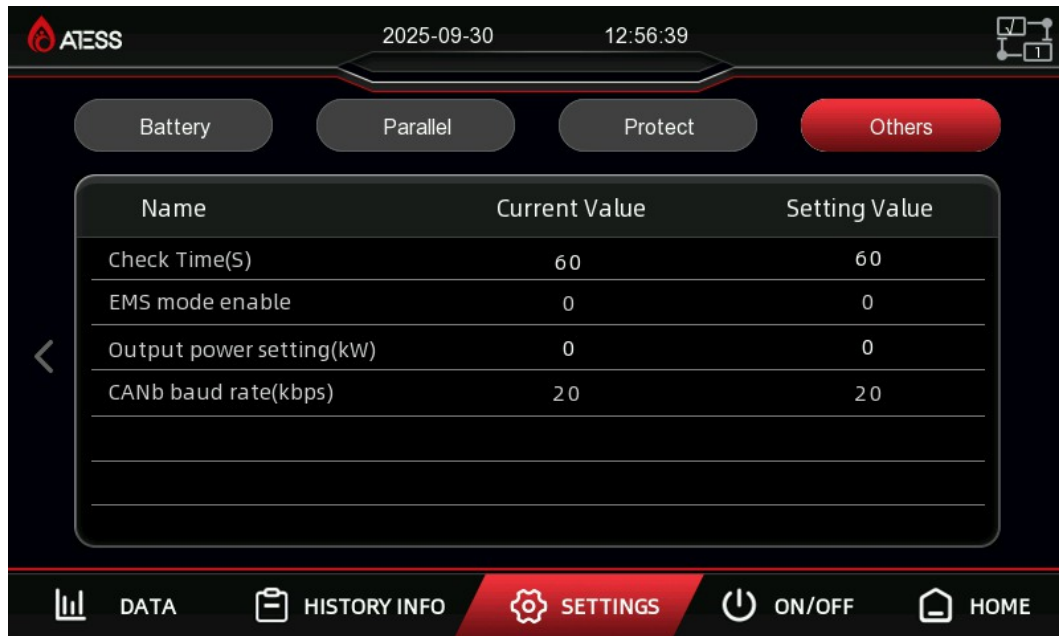 ATESS 2025-09-30 12:56:39
1
Battery Parallel Protect Others
Name Current Value Setting Value
Check Time(S) 60 60
EMS mode enable 0 0
Output power setting(kW) 0 0
CANb baud rate(kbps) 20 20
DATA HISTORY INFO SETTINGS ON/OFF HOME